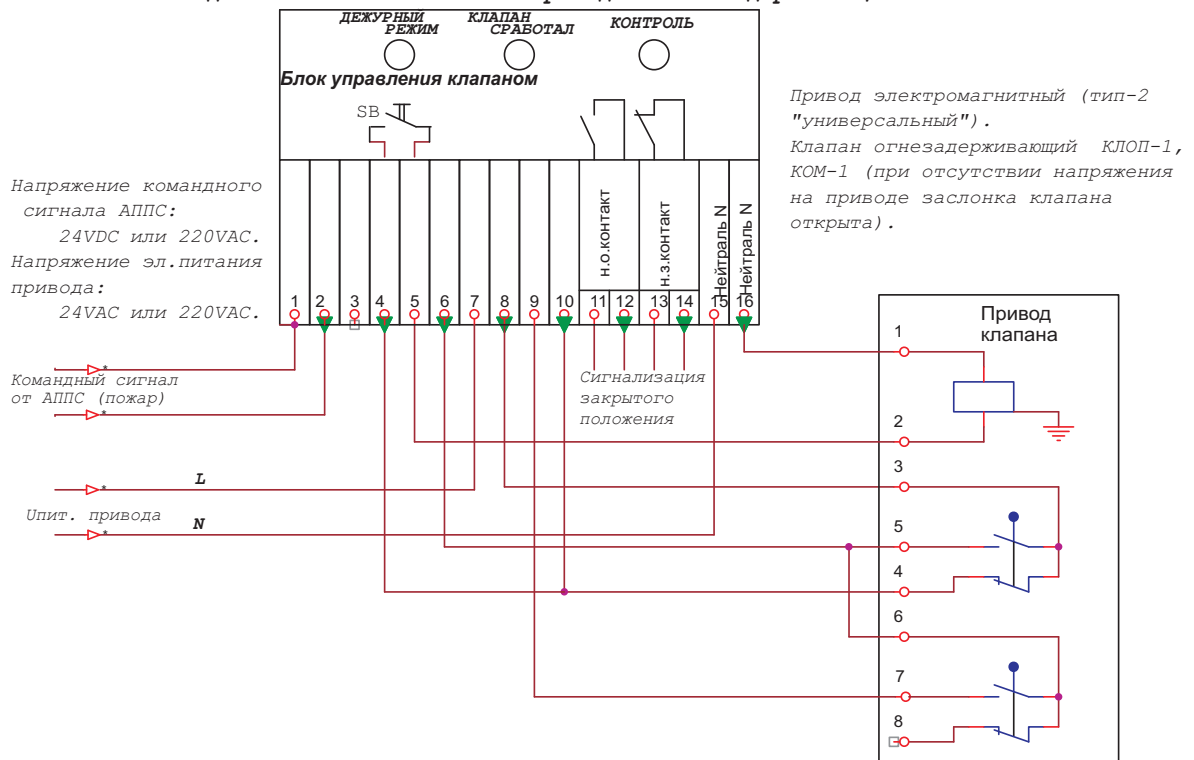 ДЕЖУРНЫЙ
РЕЖИМ
КЛАПАН
СРАБОТАЛ
КОНТРОЛЬ
Блок управления клапаном
SB
Привод электромагнитный (тип-2
"универсальный").
Клапан огнезадерживающий КЛОП-1,
КОМ-1 (при отсутствии напряжения
на приводе заслонка клапана
открыта).
Напряжение командного
сигнала АППС:
24VDC или 220VAC.
Напряжение эл.питания
привода:
24VAC или 220VAC.
н.о.контакт
н.з.контакт
Нейтраль N
Нейтраль N
1 2 3 4 5 6 7 8 9 10 11 12 13 14 15 16
Командный сигнал
от АППС (пожар)
Сигнализация
закрытого
положения
L
Uпит. привода
N
Привод
клапана
1
2
3
5
4
6
7
8